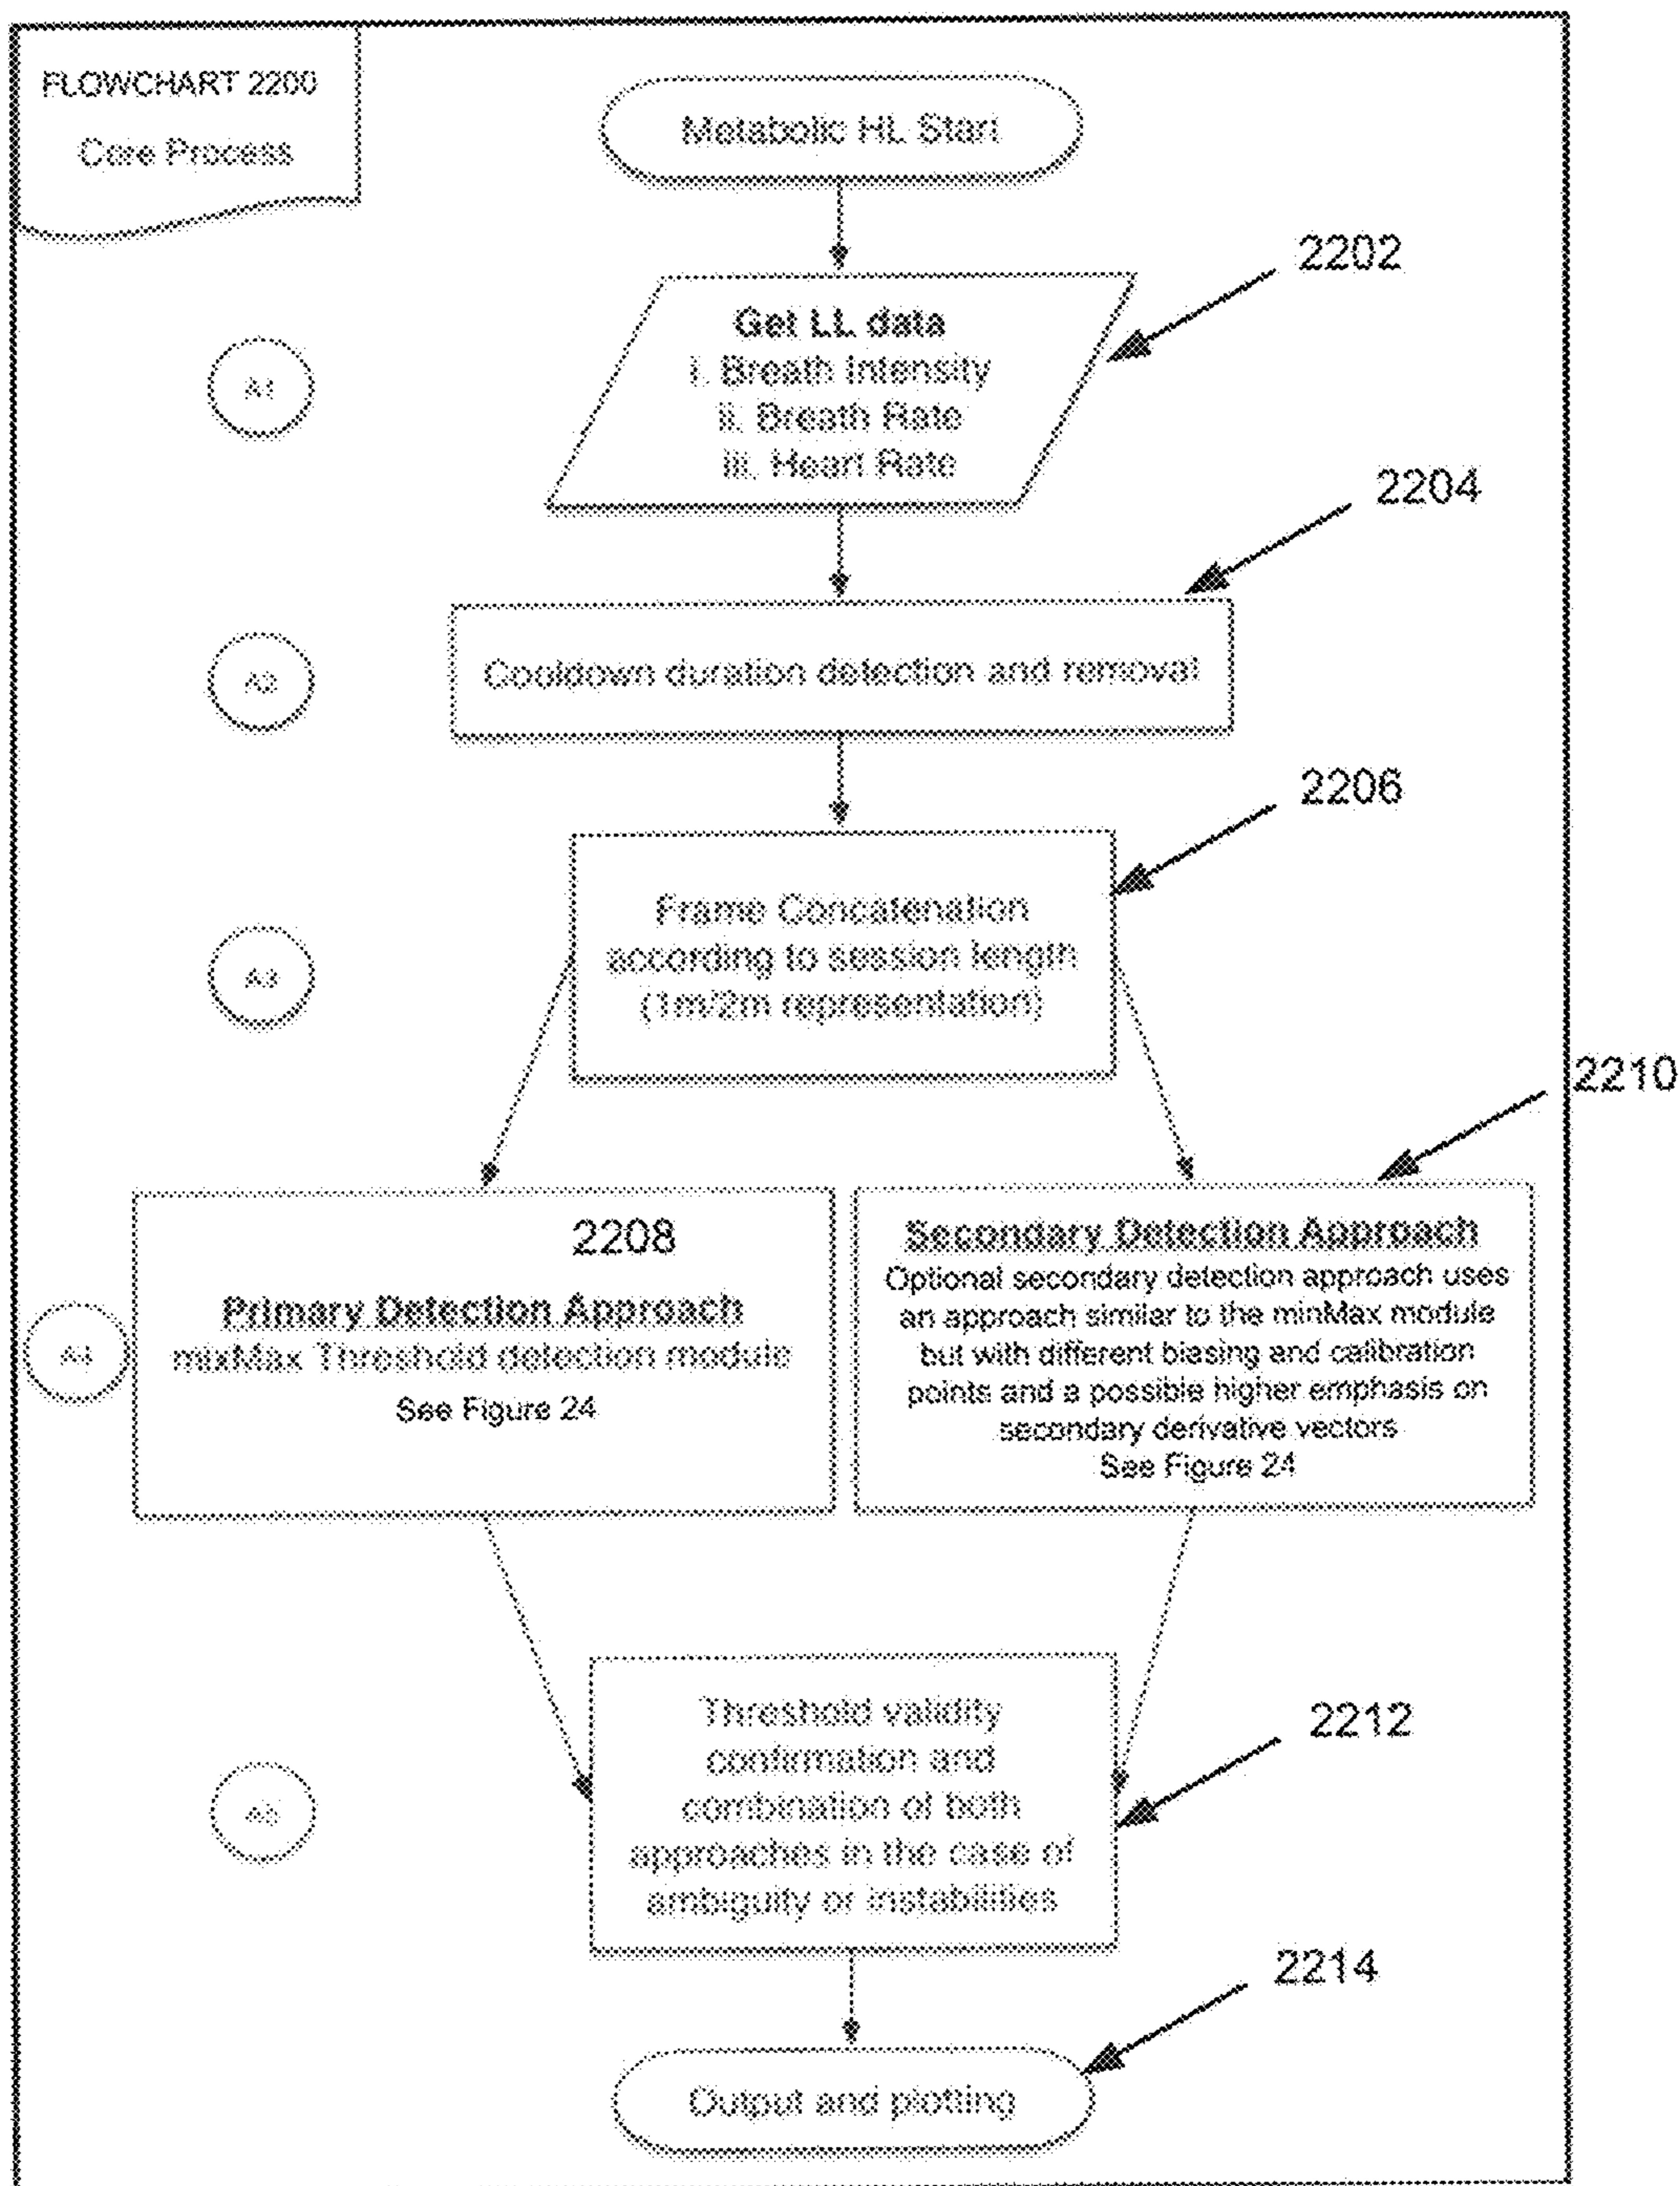 FLOWCHART 2200
Core Process
Metabolic HL Start
2202
Get LL data
i. Breath Intensity
ii. Breath Rate
iii. Heart Rate
A1
2204
A2
Cooldown duration detection and removal
2206
Frame Concatenation
according to session length
(1m/2m representation)
A3
2210
2208
Primary Detection Approach
mixMax Threshold detection module
See Figure 24
A4
Secondary Detection Approach
Optional secondary detection approach uses
an approach similar to the minMax module
but with different biasing and calibration
points and a possible higher emphasis on
secondary derivative vectors
See Figure 24
2212
Threshold validity
confirmation and
combination of both
approaches in the case of
ambiguity or instabilities
A5
2214
Output and plotting